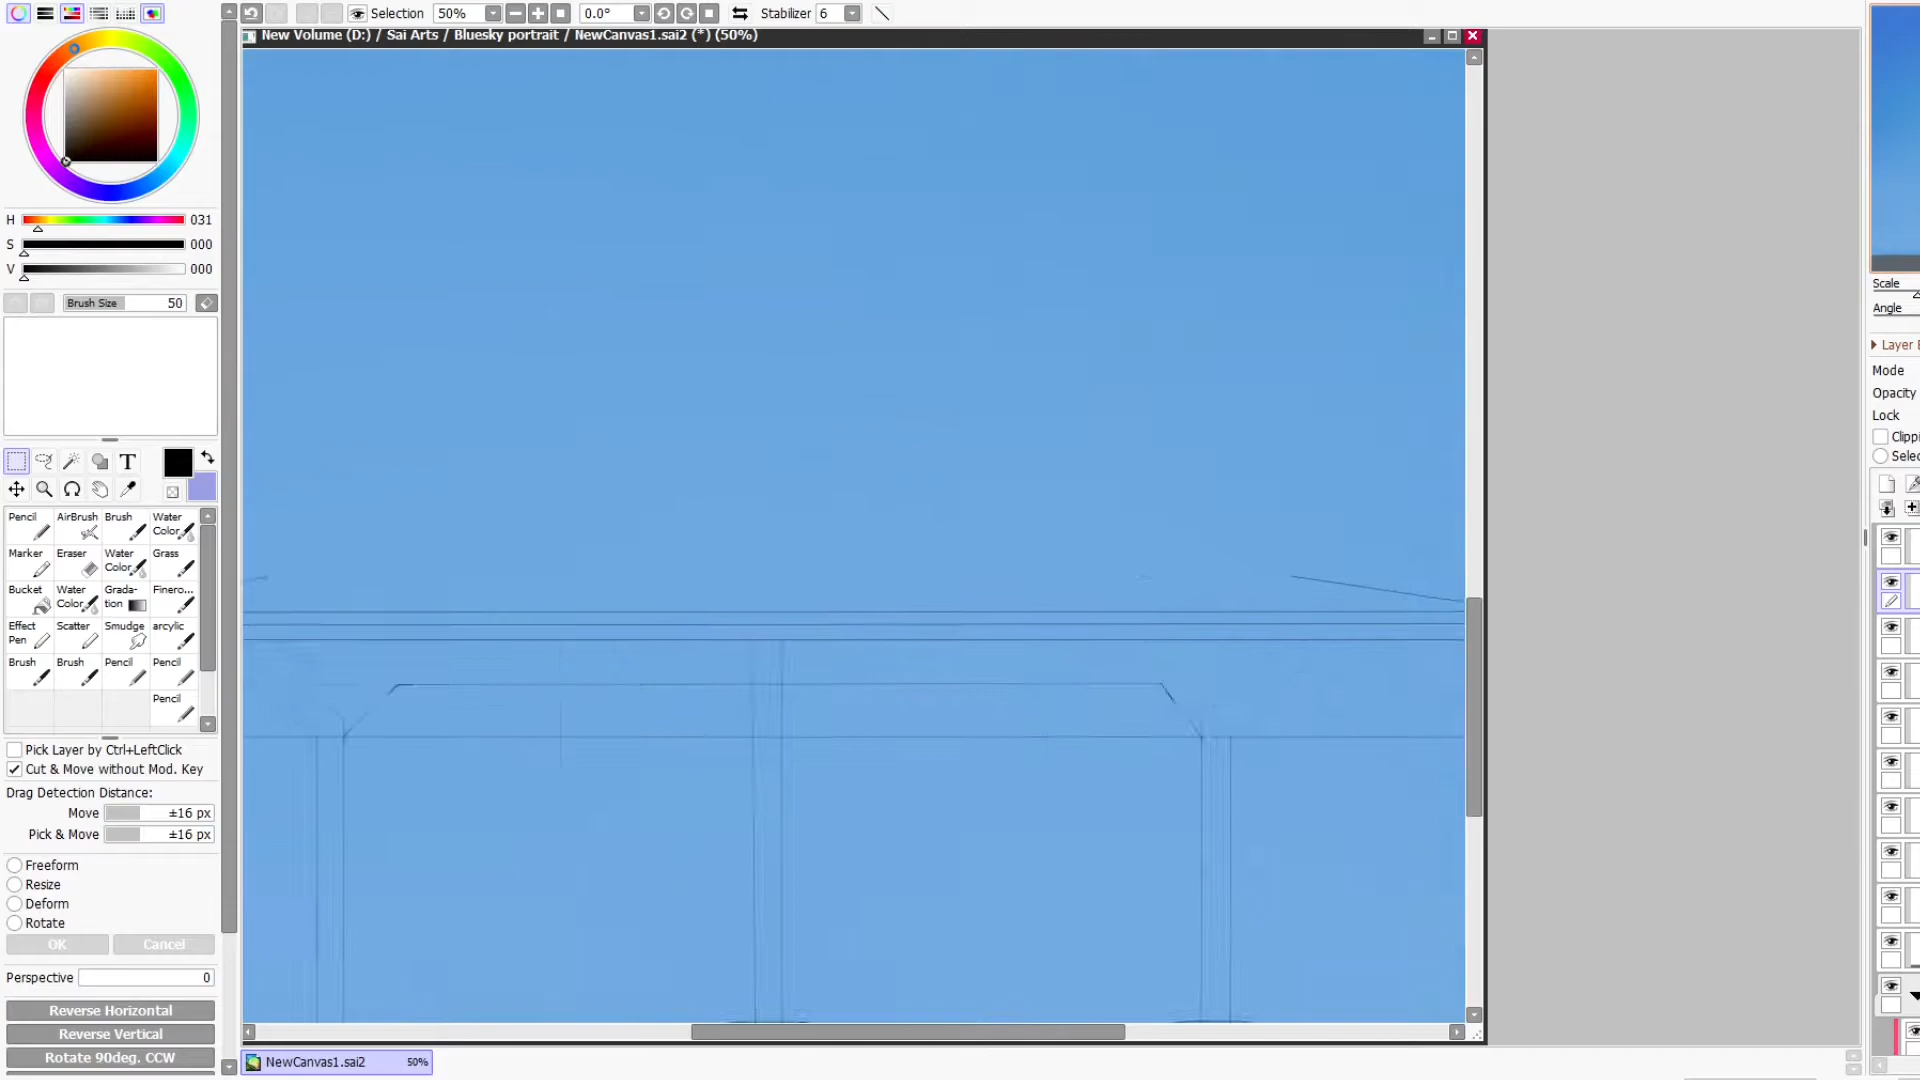 Selection 50% 0.0° Stabilizer 6
New Volume (D:) / Sai Arts / Bluesky portrait / NewCanvas1.sai2 (*) (50%)
H 031
S 000
V 000
Brush Size 50
T
Pencil AirBrush Brush Water Color
Marker Eraser Water Color Grass
Bucket Water Color Grada-tion Finero...
Effect Pen Scatter Smudge arcylic
Brush Brush Pencil Pencil
Pencil
Pick Layer by Ctrl+LeftClick
Cut & Move without Mod. Key
Drag Detection Distance:
Move ±16 px
Pick & Move ±16 px
Freeform
Resize
Deform
Rotate
OK Cancel
Perspective 0
Reverse Horizontal
Reverse Vertical
Rotate 90deg. CCW
NewCanvas1.sai2 50%
Scale
Angle
Layer
Mode
Opacity
Lock
Clippi
Selec